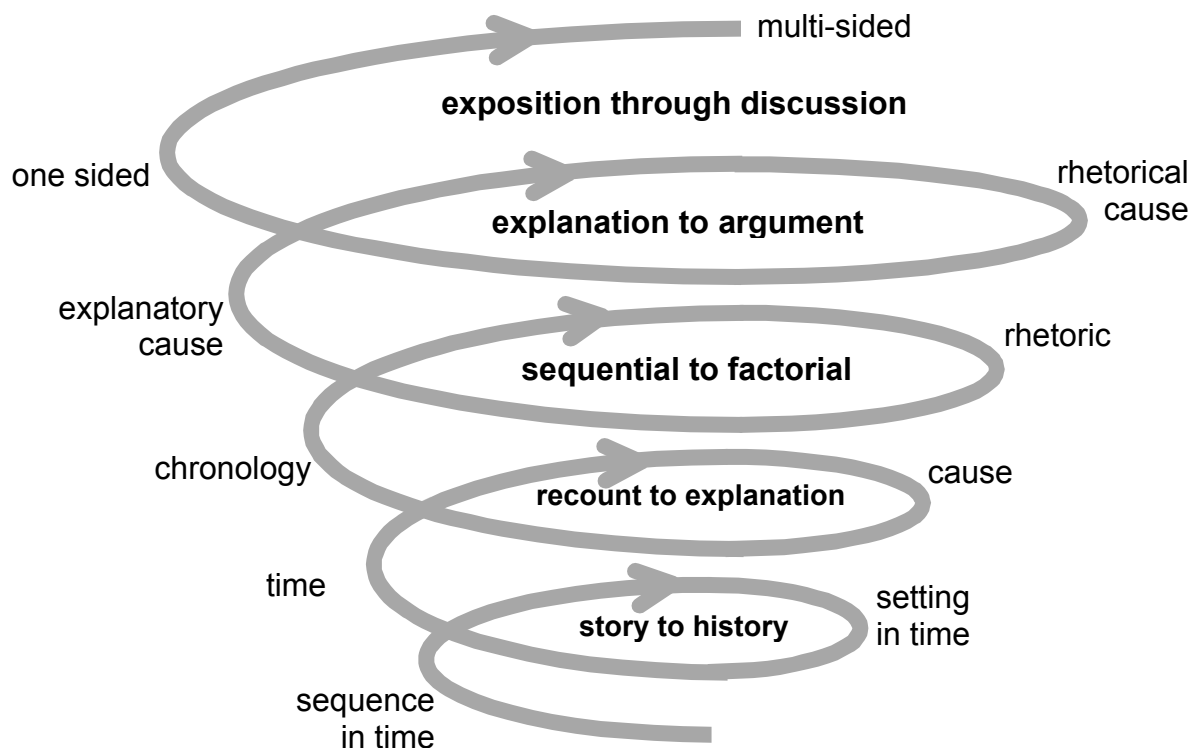 multi-sided
exposition through discussion
one sided
rhetorical
cause
explanation to argument
explanatory
cause
rhetoric
sequential to factorial
chronology
cause
recount to explanation
time
setting
in time
story to history
sequence
in time